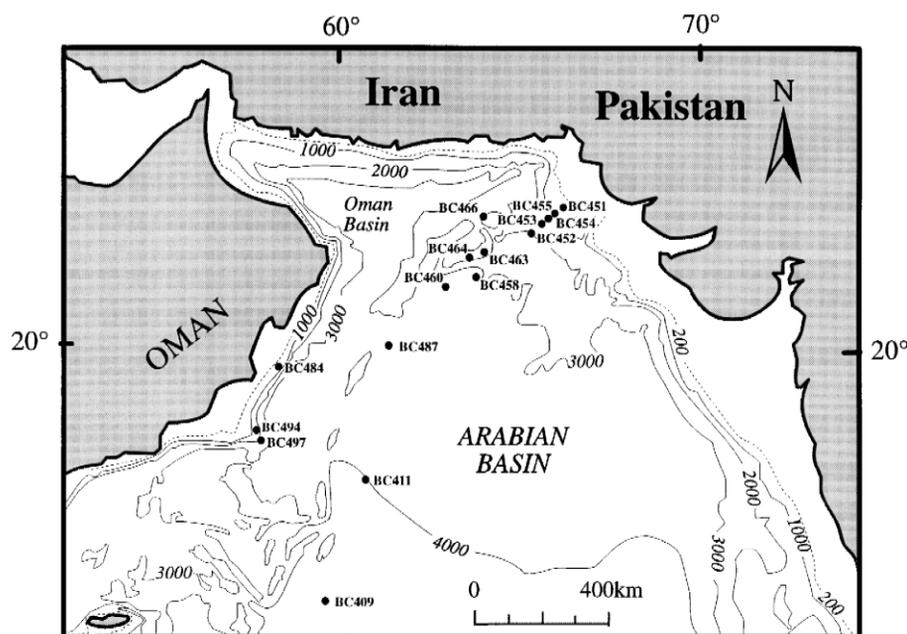 60°
70°
Iran
Pakistan
N
1000
2000
Oman
Basin
BC466
BC455
BC451
BC453
BC454
BC452
BC464
BC463
BC460
BC458
OMAN
1000
3000
200
20°
20°
BC487
3000
BC484
BC494
BC497
ARABIAN
BASIN
BC411
4000
2000
1000
3000
3000
200
0
400km
BC409